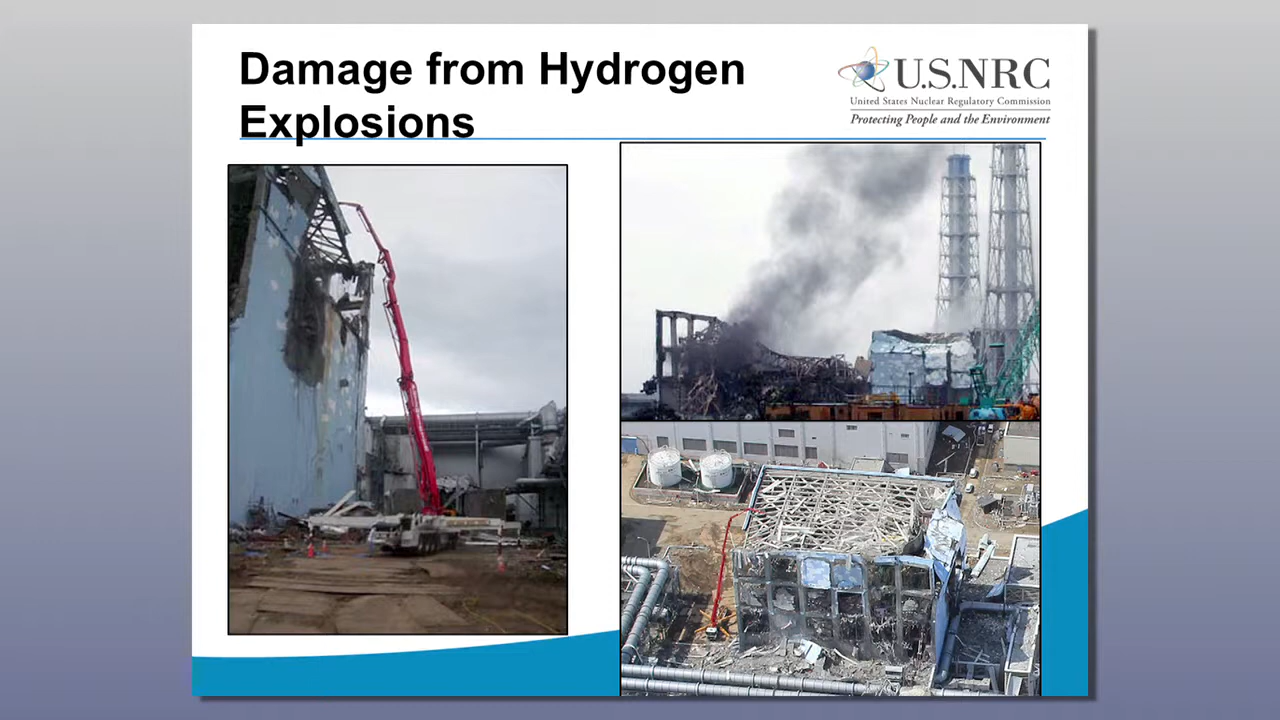 Damage from Hydrogen
Explosions
U.S.NRC
United States Nuclear Regulatory Commission
Protecting People and the Environment